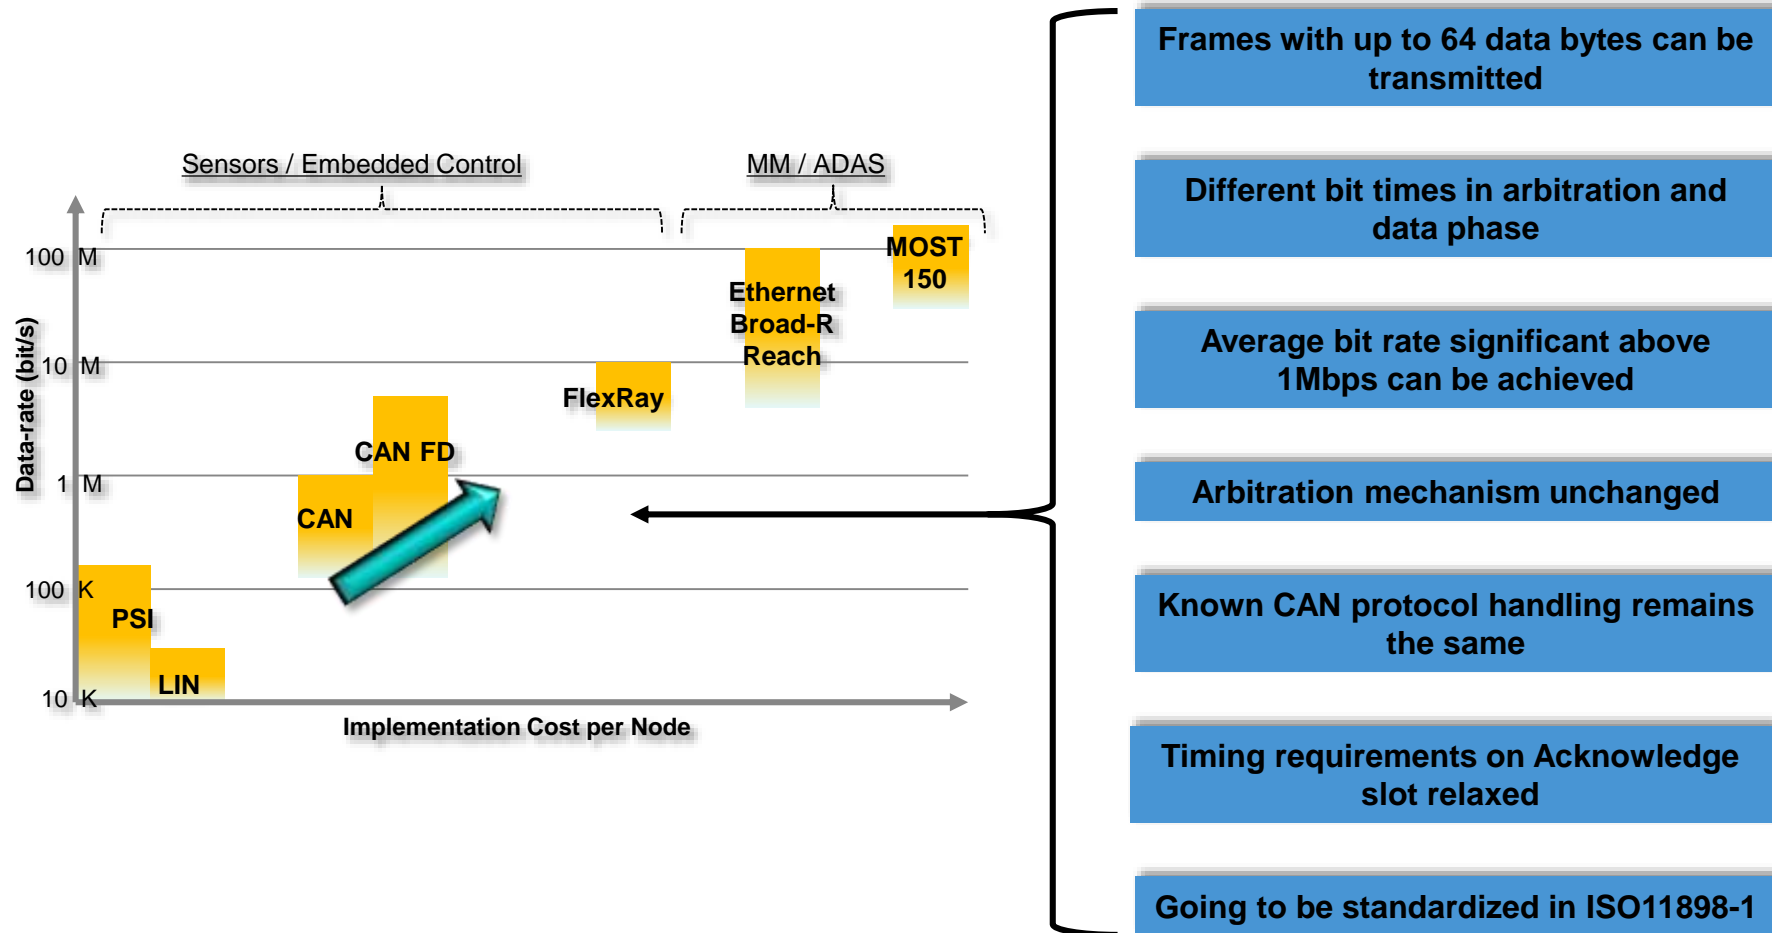 Sensors / Embedded Control
MM / ADAS
Data-rate (bit/s)
100 M
10 M
1 M
100 K
10 K
PSI
LIN
CAN
CAN FD
FlexRay
Ethernet
Broad-R
Reach
MOST
150
Implementation Cost per Node
Frames with up to 64 data bytes can be
transmitted
Different bit times in arbitration and
data phase
Average bit rate significant above
1Mbps can be achieved
Arbitration mechanism unchanged
Known CAN protocol handling remains
the same
Timing requirements on Acknowledge
slot relaxed
Going to be standardized in ISO11898-1